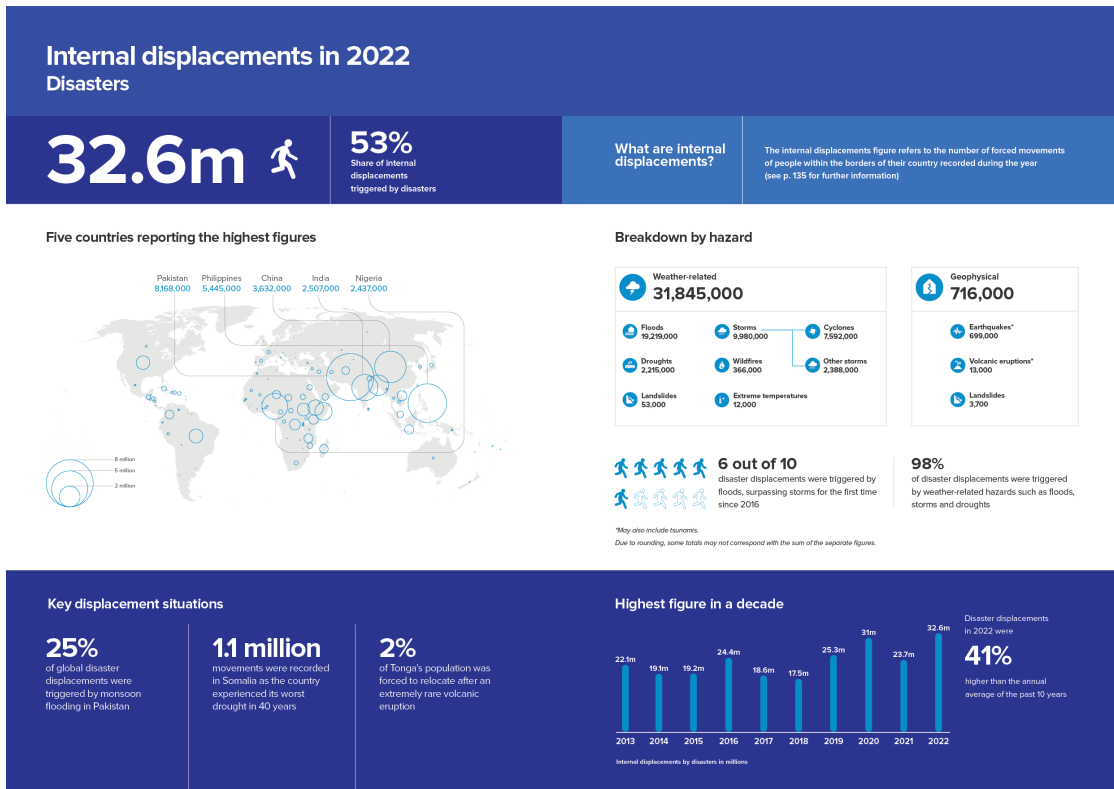 Internal displacements in 2022
Disasters
32.6m
53%
Share of internal
displacements
triggered by disasters
What are internal
displacements?
The internal displacements figure refers to the number of forced movements
of people within the borders of their country recorded during the year
(see p. 135 for further information)
Five countries reporting the highest figures
Pakistan
8,168,000
Philippines
5,445,000
China
3,632,000
India
2,507,000
Nigeria
2,437,000
8 million
5 million
2 million
Breakdown by hazard
Weather-related
31,845,000
Floods
19,219,000
Storms
9,980,000
Cyclones
7,592,000
Droughts
2,215,000
Wildfires
366,000
Other storms
2,388,000
Landslides
53,000
Extreme temperatures
12,000
Geophysical
716,000
Earthquakes*
699,000
Volcanic eruptions*
13,000
Landslides
3,700
6 out of 10
disaster displacements were triggered by
floods, surpassing storms for the first time
since 2016
98%
of disaster displacements were triggered
by weather-related hazards such as floods,
storms and droughts
*May also include tsunamis.
Due to rounding, some totals may not correspond with the sum of the separate figures.
Key displacement situations
25%
of global disaster
displacements were
triggered by monsoon
flooding in Pakistan
1.1 million
movements were recorded
in Somalia as the country
experienced its worst
drought in 40 years
2%
of Tonga's population was
forced to relocate after an
extremely rare volcanic
eruption
Highest figure in a decade
22.1m
19.1m
19.2m
24.4m
18.6m
17.5m
25.3m
31m
23.7m
32.6m
2013
2014
2015
2016
2017
2018
2019
2020
2021
2022
Internal displacements by disasters in millions
Disaster displacements
in 2022 were
41%
higher than the annual
average of the past 10 years